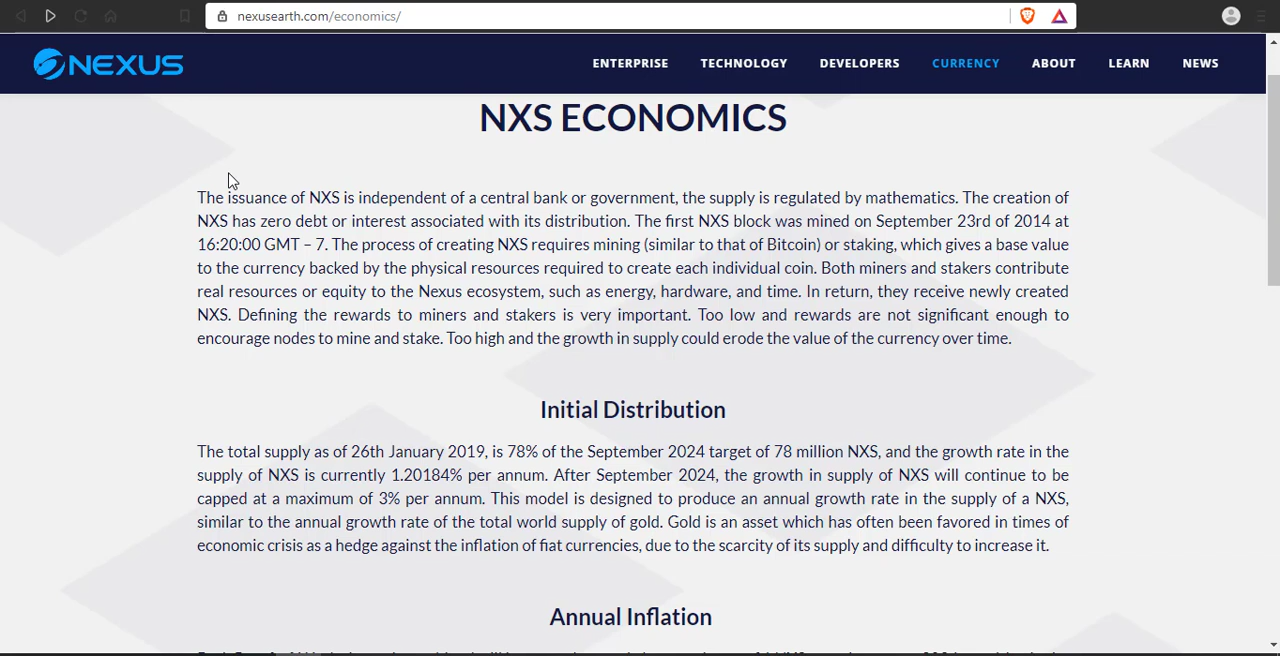 nexusearth.com/economics/
NEXUS
ENTERPRISE TECHNOLOGY DEVELOPERS CURRENCY ABOUT LEARN NEWS
NXS ECONOMICS
The issuance of NXS is independent of a central bank or government, the supply is regulated by mathematics. The creation of
NXS has zero debt or interest associated with its distribution. The first NXS block was mined on September 23rd of 2014 at
16:20:00 GMT – 7. The process of creating NXS requires mining (similar to that of Bitcoin) or staking, which gives a base value
to the currency backed by the physical resources required to create each individual coin. Both miners and stakers contribute
real resources or equity to the Nexus ecosystem, such as energy, hardware, and time. In return, they receive newly created
NXS. Defining the rewards to miners and stakers is very important. Too low and rewards are not significant enough to
encourage nodes to mine and stake. Too high and the growth in supply could erode the value of the currency over time.
Initial Distribution
The total supply as of 26th January 2019, is 78% of the September 2024 target of 78 million NXS, and the growth rate in the
supply of NXS is currently 1.20184% per annum. After September 2024, the growth in supply of NXS will continue to be
capped at a maximum of 3% per annum. This model is designed to produce an annual growth rate in the supply of a NXS,
similar to the annual growth rate of the total world supply of gold. Gold is an asset which has often been favored in times of
economic crisis as a hedge against the inflation of fiat currencies, due to the scarcity of its supply and difficulty to increase it.
Annual Inflation